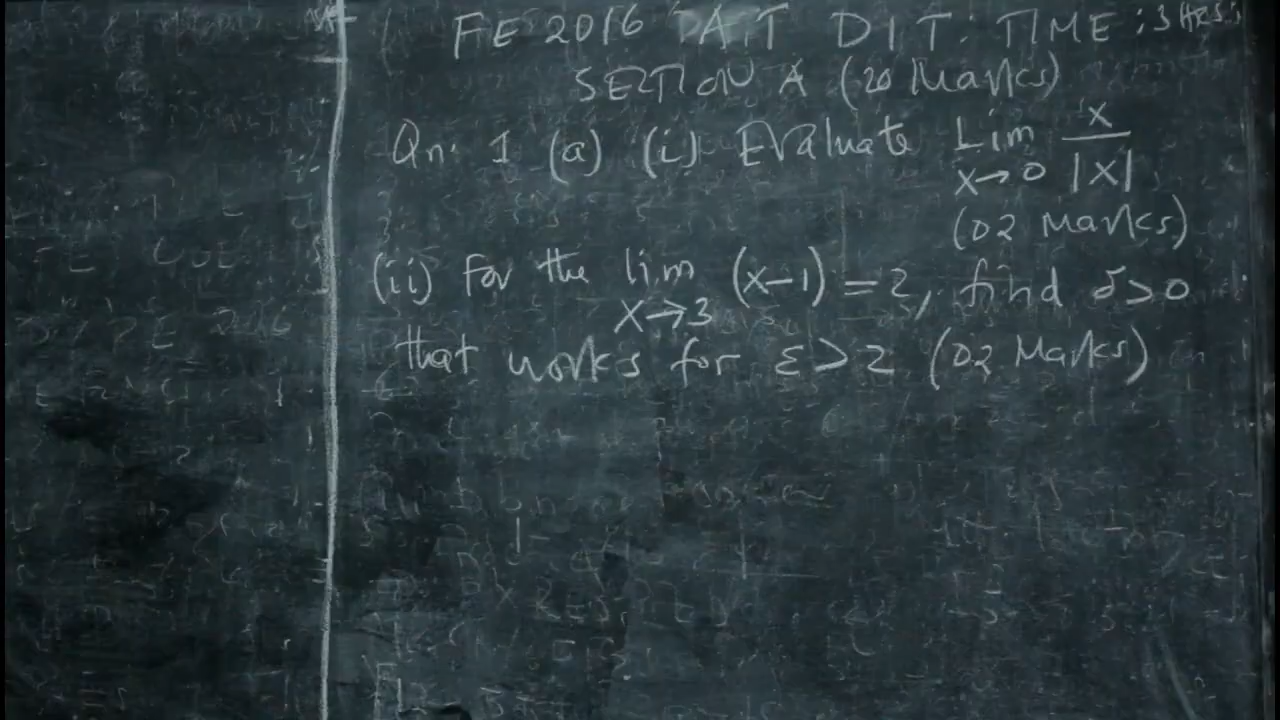 FE 2016 DAIT DIT: TIME: 3 HRS:
SECTION A (20 Marks)
Qn. 1 (a) (i) Evaluate Lim x/|x|
x→0
(02 Marks)
(ii) For the lim (x-1) = 2, find δ>0
x→3
that works for ε>2 (02 Marks)